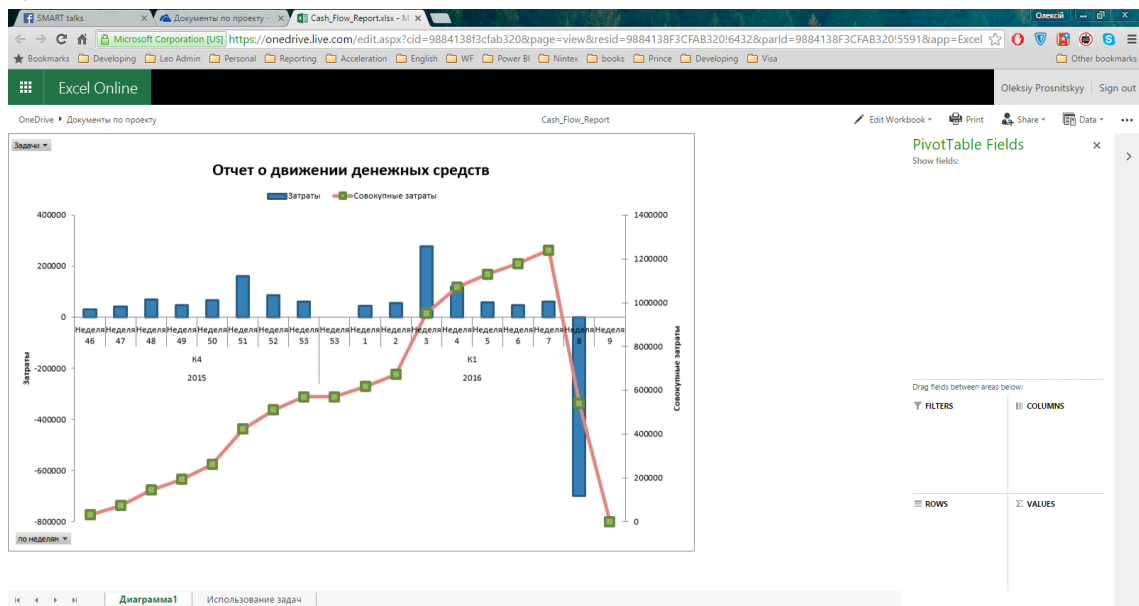 SMART talks
Документы по проекту -
Cash_Flow_Report.xlsx - M
Олексій
Microsoft Corporation [US] https://onedrive.live.com/edit.aspx?cid=9884138f3cfab320&page=view&resid=9884138F3CFAB320!6432&parId=9884138F3CFAB320!5591&app=Excel
Bookmarks Developing Leo Admin Personal Reporting Acceleration English WF Power BI Nintex books Prince Developing Visa Other bookmarks
Excel Online
Oleksiy Prosnitskyy Sign out
OneDrive Документы по проекту
Cash_Flow_Report
Edit Workbook Print Share Data
Задачи
Отчет о движении денежных средств
Затраты Совокупные затраты
400000
200000
0
-200000
-400000
-600000
-800000
Затраты
1400000
1200000
1000000
800000
600000
400000
200000
0
Совокупные затраты
Неделя Неделя Неделя Неделя Неделя Неделя Неделя Неделя Неделя Неделя Неделя Неделя Неделя Неделя Неделя Неделя Неделя Неделя
46 47 48 49 50 51 52 53 53 1 2 3 4 5 6 7 8 9
К4 К1
2015 2016
по неделям
PivotTable Fields
Show fields:
Drag fields between areas below:
FILTERS COLUMNS
ROWS Σ VALUES
Диаграмма1 Использование задач